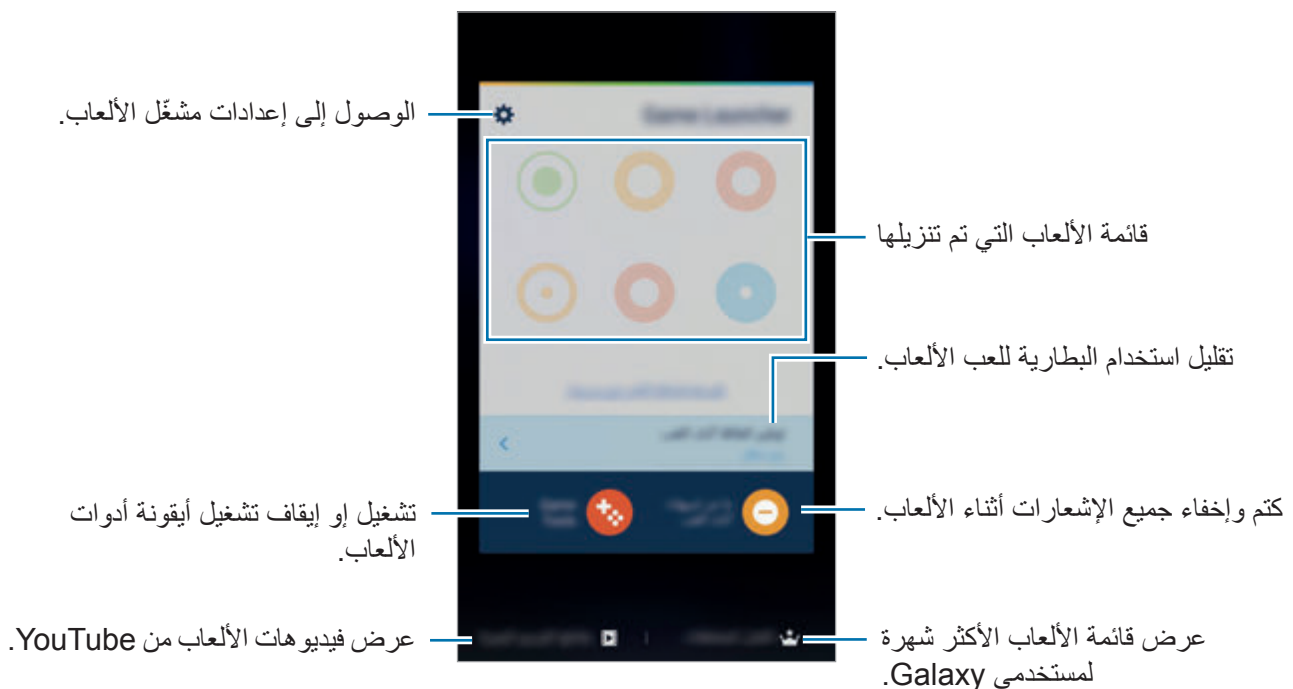 الوصول إلى إعدادات مشغّل الألعاب.
Game Launcher
قائمة الألعاب التي تم تنزيلها
تقليل استخدام البطارية للعب الألعاب.
كتم وإخفاء جميع الإشعارات أثناء الألعاب.
تشغيل إو إيقاف تشغيل أيقونة أدوات
الألعاب.
عرض قائمة الألعاب الأكثر شهرة
لمستخدمي Galaxy.
عرض فيديوهات الألعاب من YouTube.